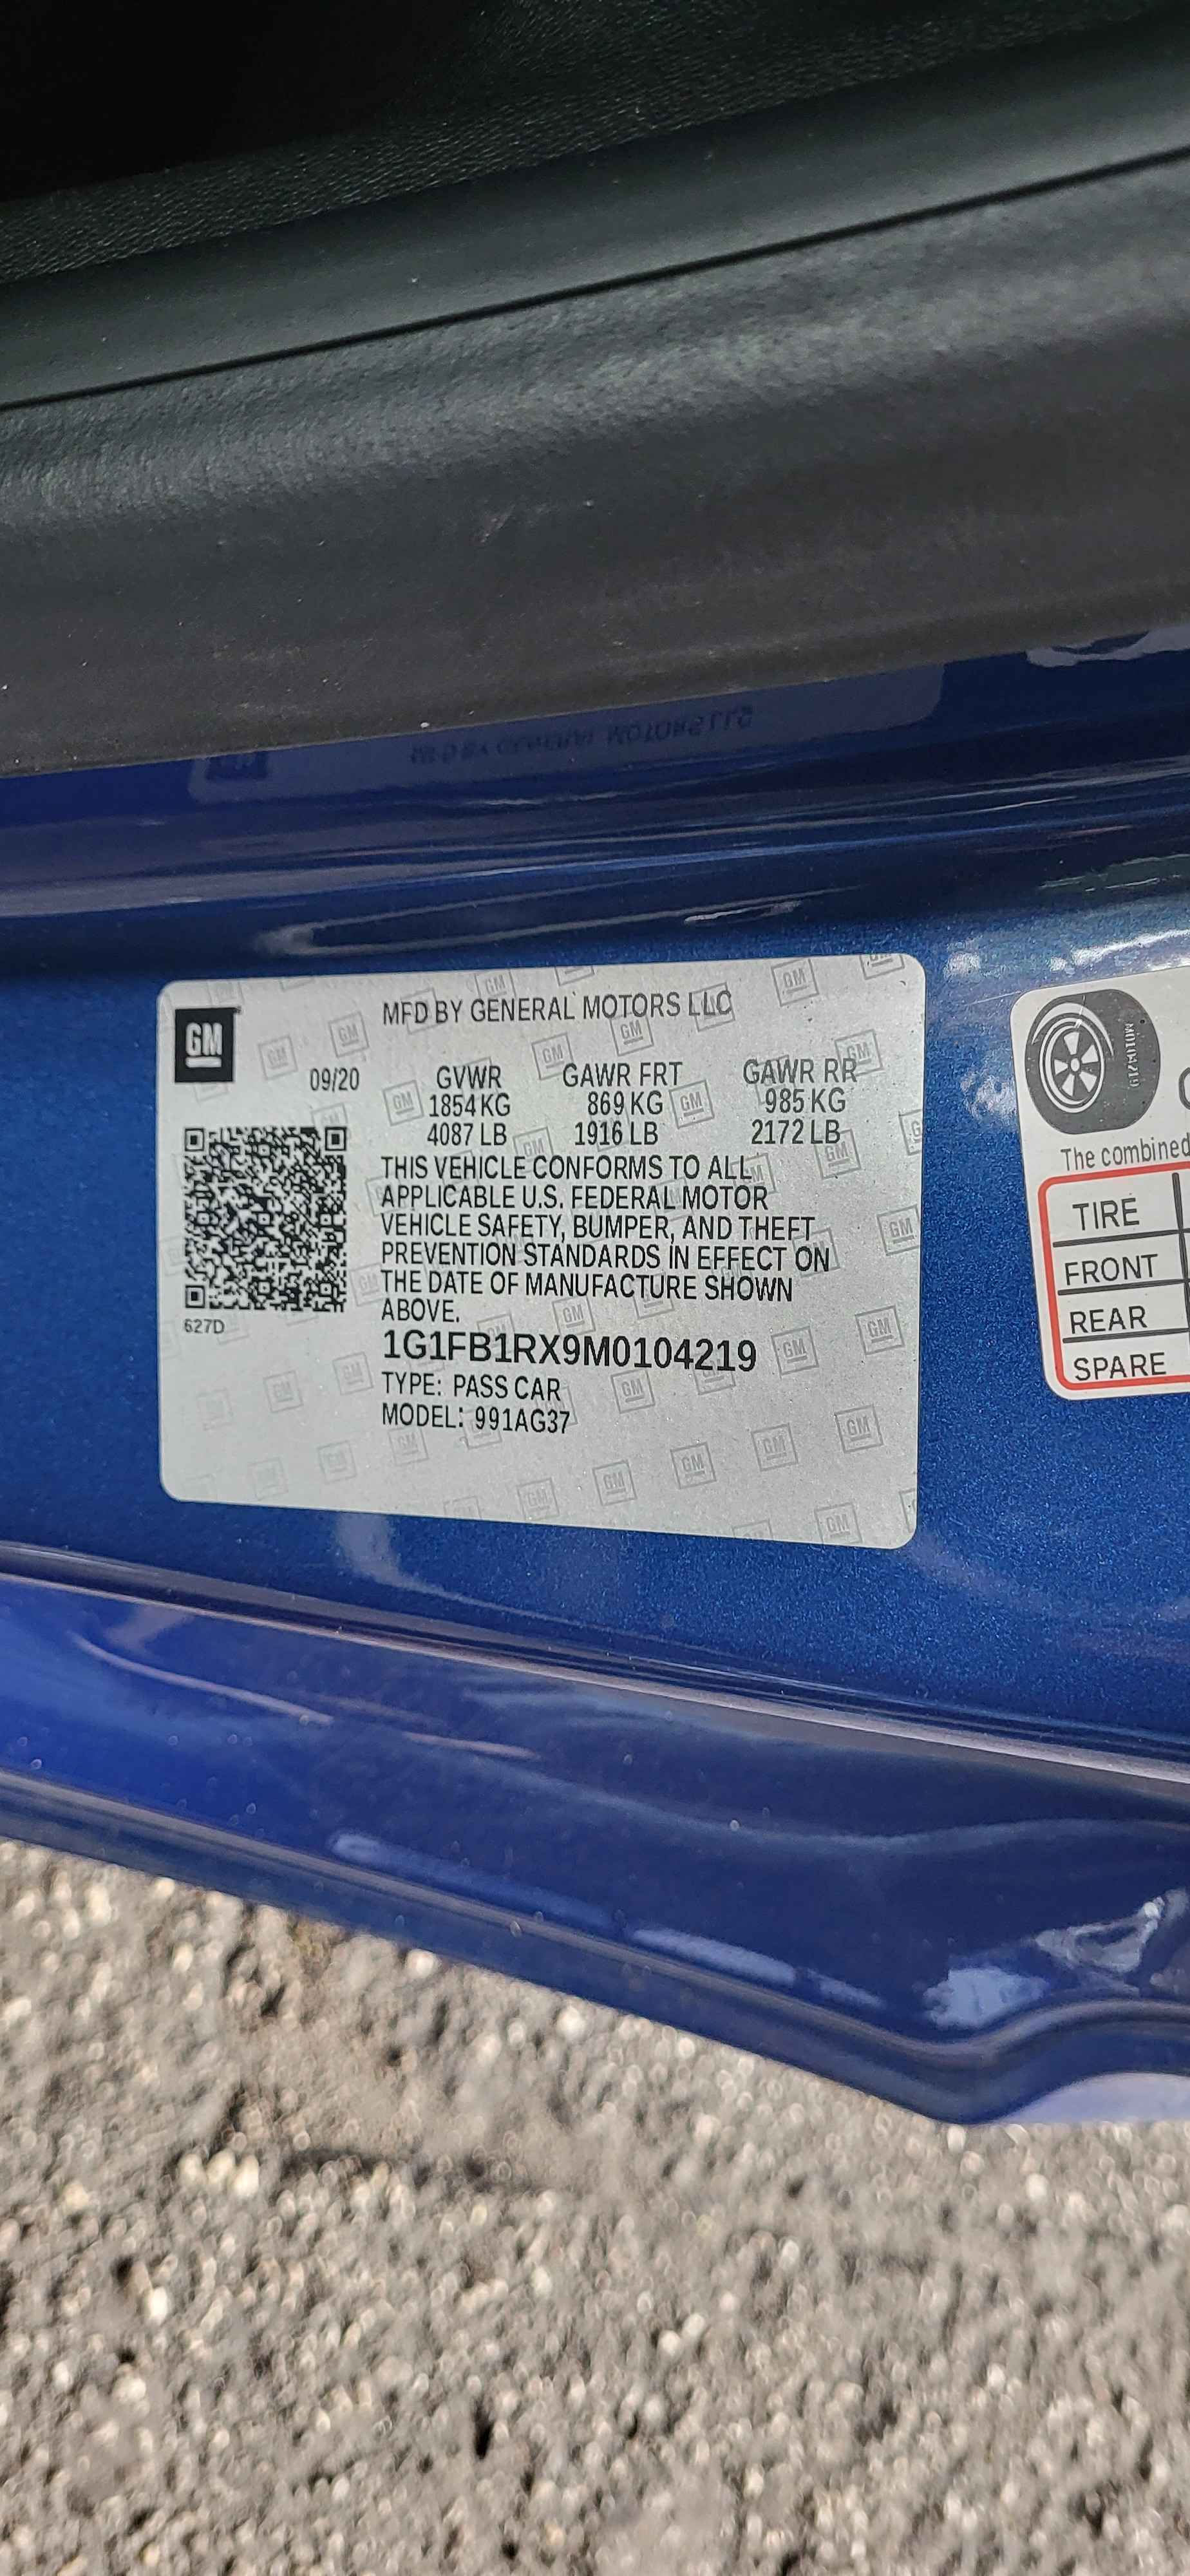 GM
MFD BY GENERAL MOTORS LLC
09/20 GVWR GAWR FRT GAWR RR
1854 KG 869 KG 985 KG
4087 LB 1916 LB 2172 LB
THIS VEHICLE CONFORMS TO ALL
APPLICABLE U.S. FEDERAL MOTOR
VEHICLE SAFETY, BUMPER, AND THEFT
PREVENTION STANDARDS IN EFFECT ON
THE DATE OF MANUFACTURE SHOWN
ABOVE.
627D
1G1FB1RX9M0104219
TYPE: PASS CAR
MODEL: 991AG37
M0104219
The combined
TIRE
FRONT
REAR
SPARE